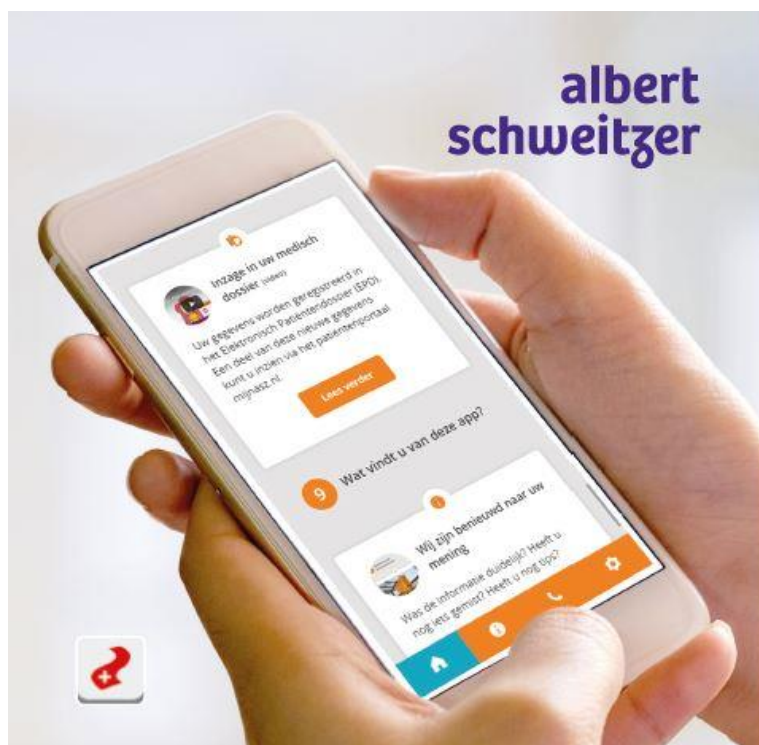 albert
schweitzer
Inzage in uw medisch
dossier (video)
Uw gegevens worden geregistreerd in
het Elektronisch Patiëntendossier (EPD).
Een deel van deze nieuwe gegevens
kunt u inzien via het patiëntenportaal
mijnasz.nl.
Lees verder
9 Wat vindt u van deze app?
Wij zijn benieuwd naar uw
mening
Was de informatie duidelijk? Heeft u
nog iets gemist? Heeft u nog tips?